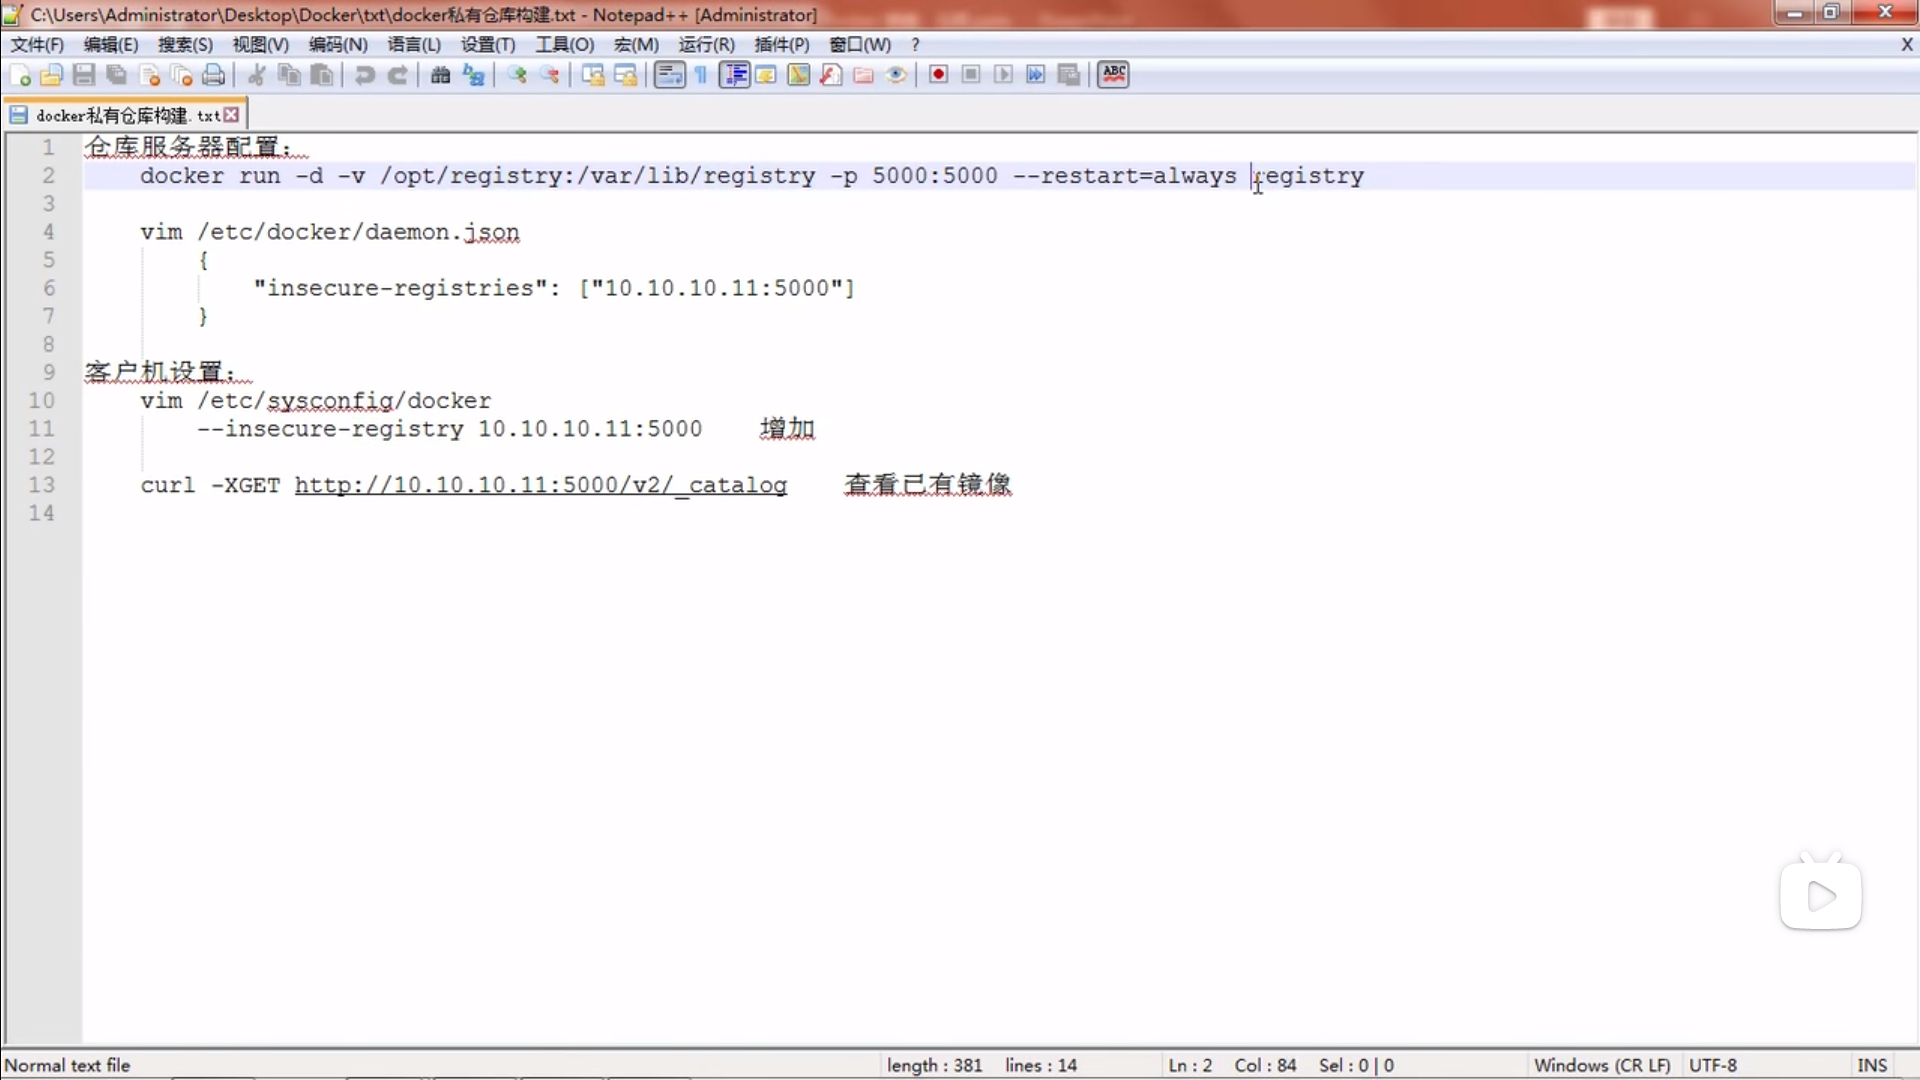 C:\Users\Administrator\Desktop\Docker\txt\docker私有仓库构建.txt - Notepad++ [Administrator]
文件(F) 编辑(E) 搜索(S) 视图(V) 编码(N) 语言(L) 设置(T) 工具(O) 宏(M) 运行(R) 插件(P) 窗口(W) ? X
ABC
docker私有仓库构建.txt
1 仓库服务器配置：
2 docker run -d -v /opt/registry:/var/lib/registry -p 5000:5000 --restart=always registry
3
4 vim /etc/docker/daemon.json
5 {
6 "insecure-registries": ["10.10.10.11:5000"]
7 }
8
9 客户机设置：
10 vim /etc/sysconfig/docker
11 --insecure-registry 10.10.10.11:5000 增加
12
13 curl -XGET http://10.10.10.11:5000/v2/_catalog 查看已有镜像
14
Normal text file length : 381 lines : 14 Ln : 2 Col : 84 Sel : 0 | 0 Windows (CR LF) UTF-8 INS